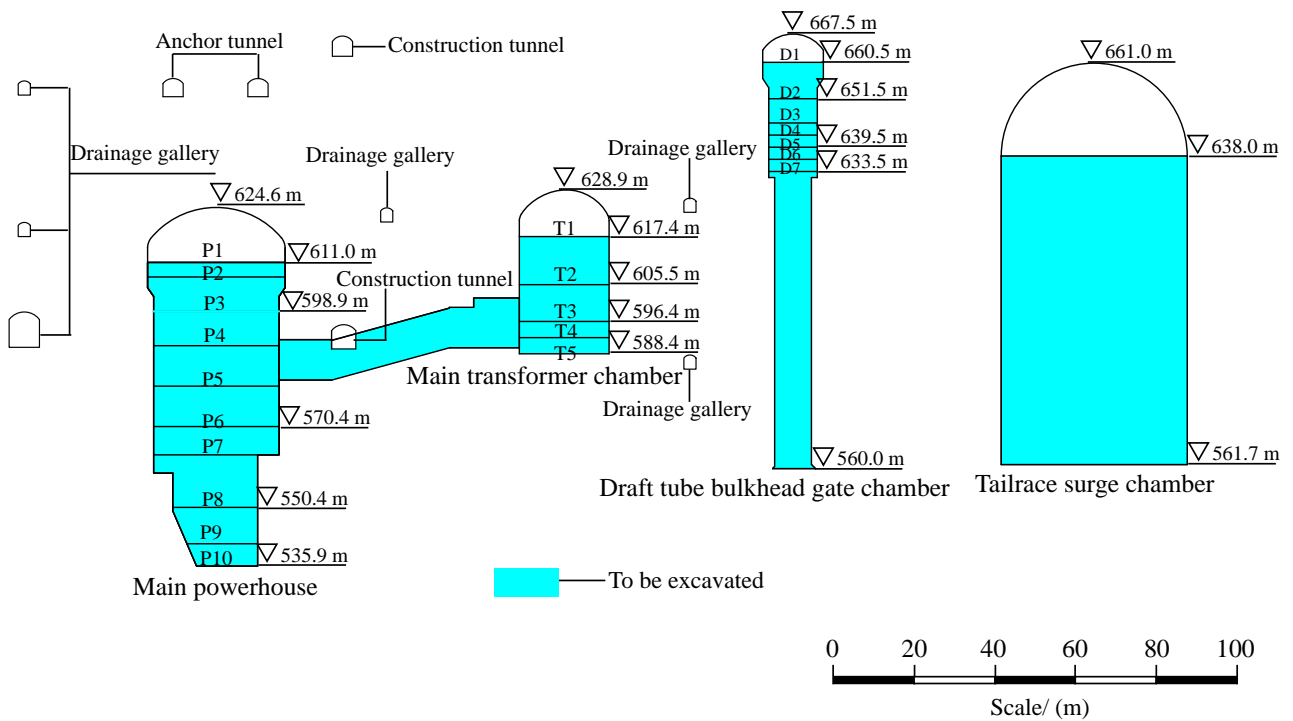 667.5 m
Anchor tunnel
Construction tunnel
661.0 m
D1
660.5 m
651.5 m
D2
D3
D4
639.5 m
D5
D6
633.5 m
D7
638.0 m
Drainage gallery
Drainage gallery
Drainage gallery
624.6 m
628.9 m
T1
617.4 m
P1
611.0 m
P2
Construction tunnel
T2
605.5 m
P3
598.9 m
T3
596.4 m
P4
T4
588.4 m
T5
P5
Main transformer chamber
Drainage gallery
P6
570.4 m
P7
560.0 m
561.7 m
Draft tube bulkhead gate chamber
Tailrace surge chamber
P8
550.4 m
P9
P10
535.9 m
Main powerhouse
To be excavated
0 20 40 60 80 100
Scale/ (m)